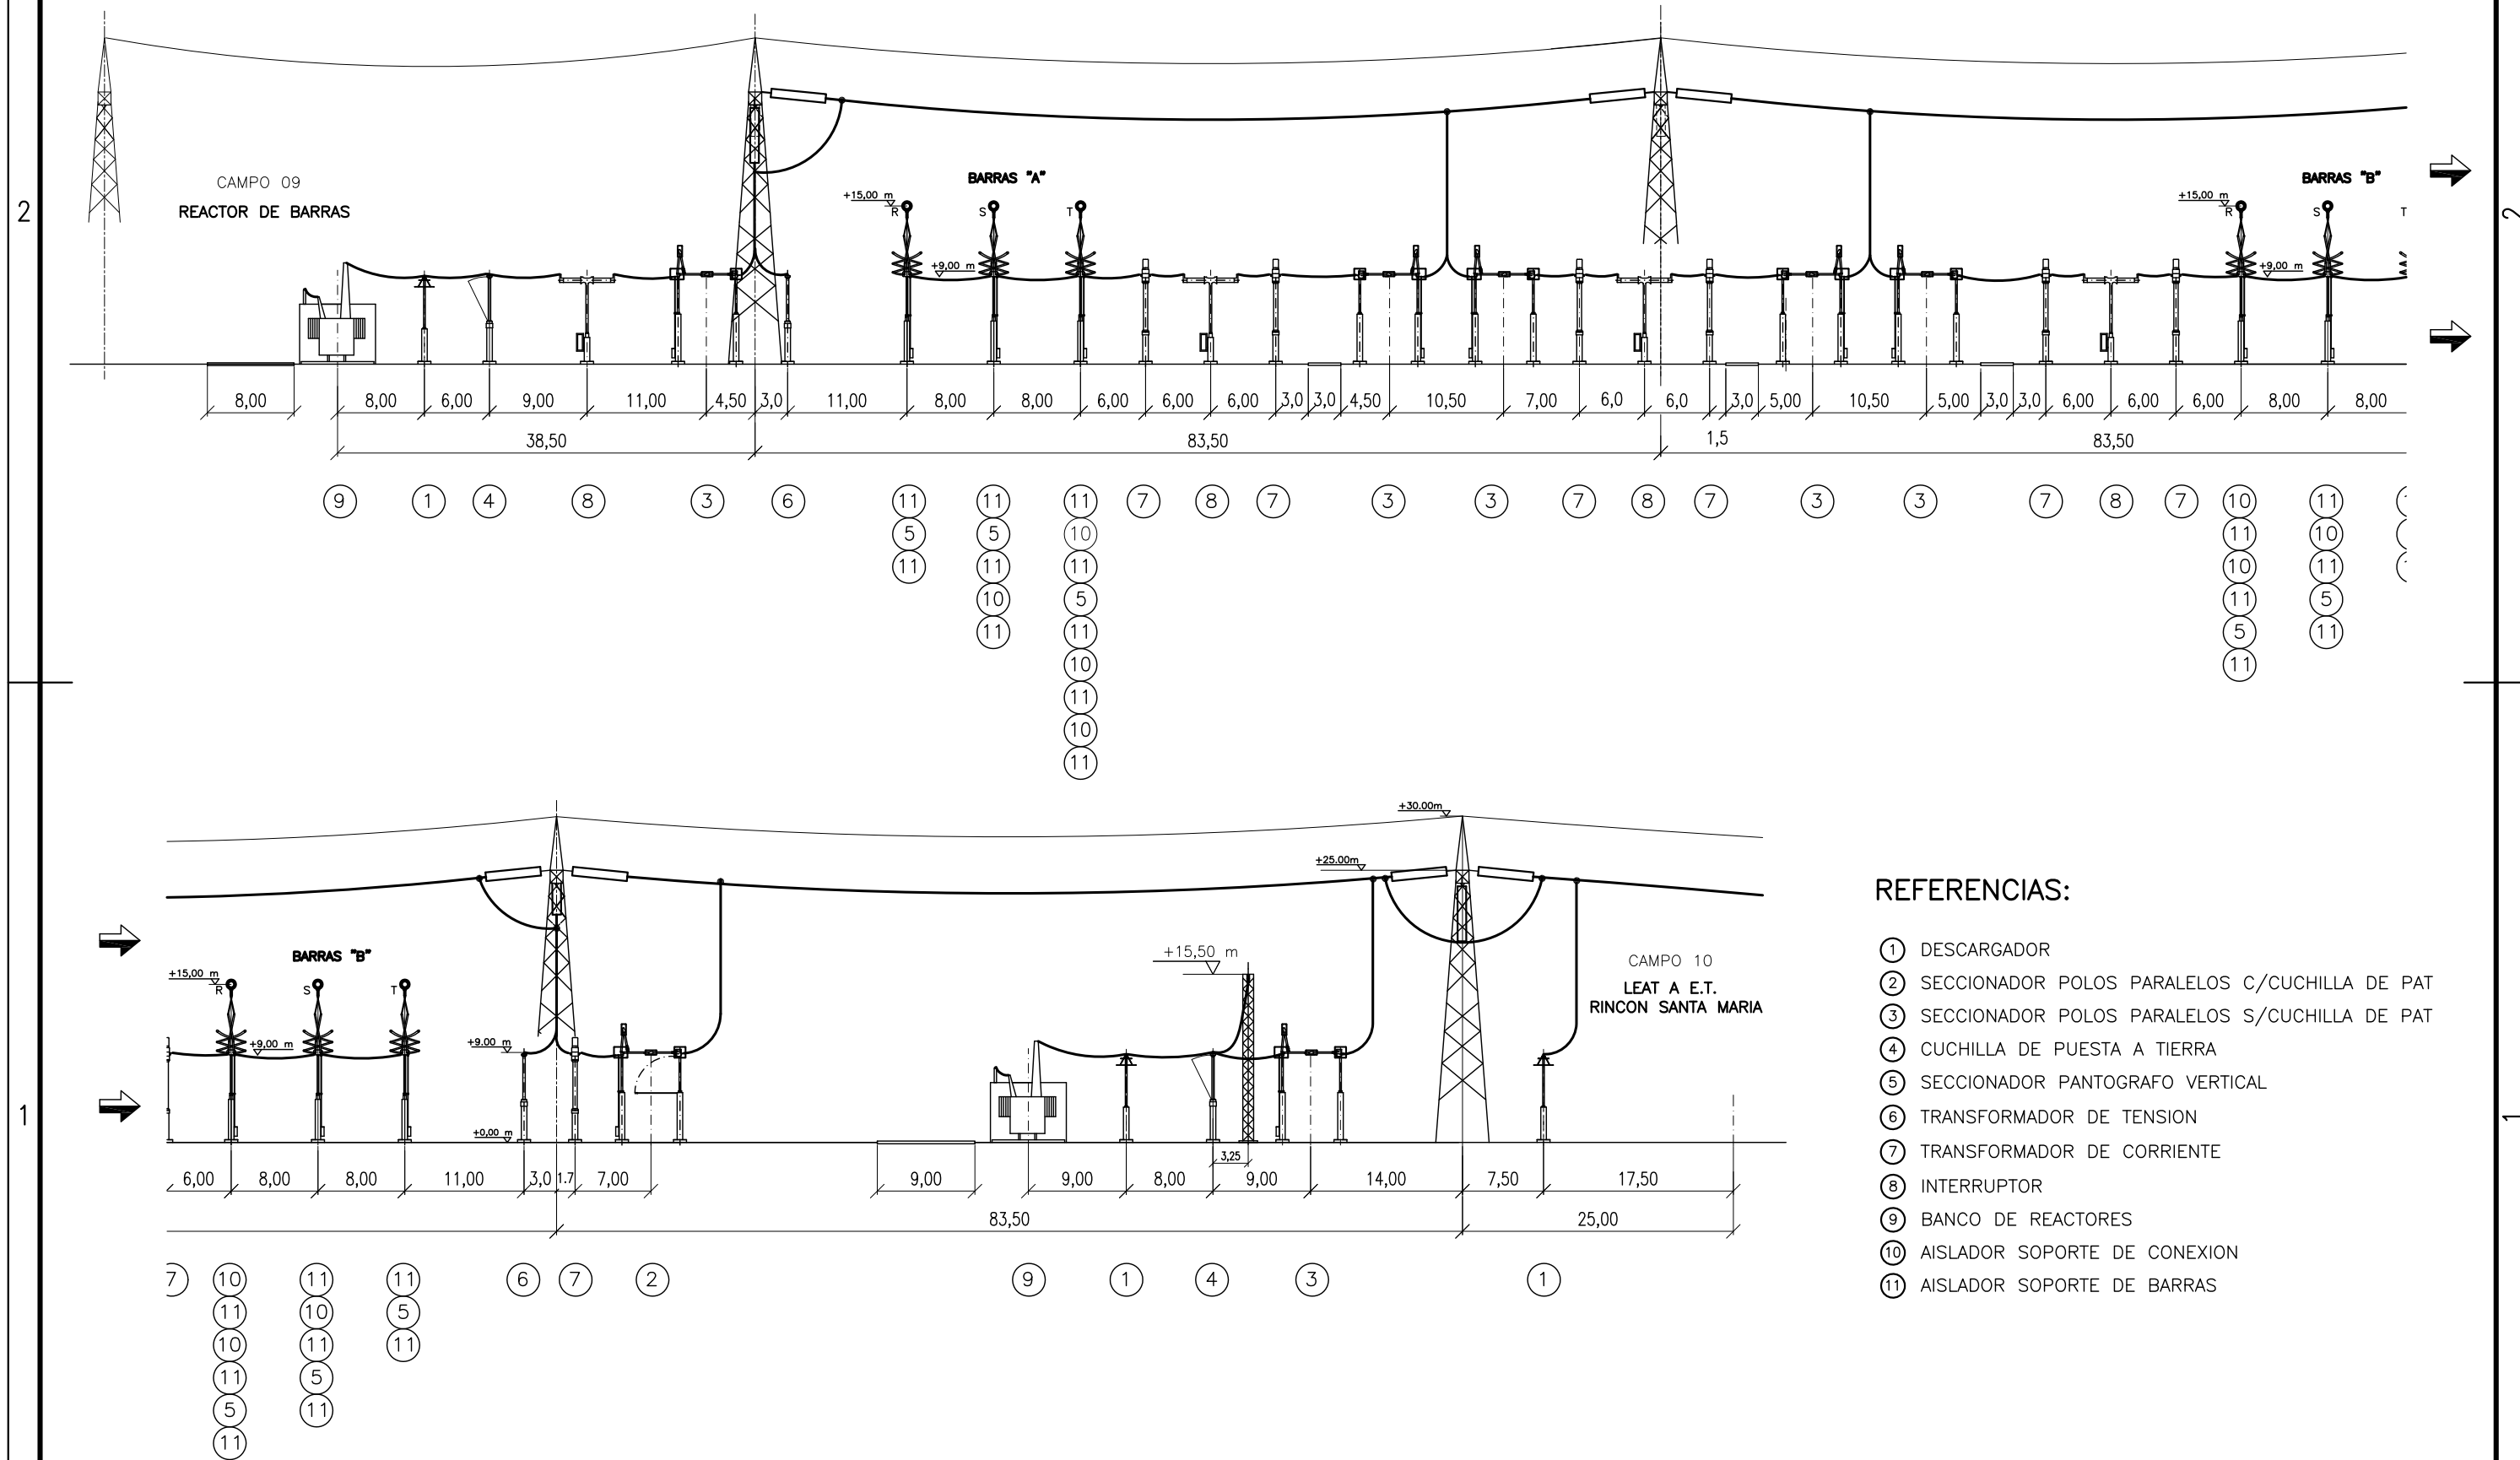 2
2
CAMPO 09
REACTOR DE BARRAS
BARRAS "A"
BARRAS "B"
+15,00 m
R
S
T
+9,00 m
+15,00 m
R
S
T
+9,00 m
8,00 8,00 6,00 9,00 11,00 4,50 3,0 11,00 8,00 8,00 6,00 6,00 6,00 3,0 3,0 4,50 10,50 7,00 6,0 6,0 3,0 5,00 10,50 5,00 3,0 3,0 6,00 6,00 6,00 8,00 8,00
38,50 83,50 1,5 83,50
9 1 4 8 3 6 11 11 11 7 8 7 3 3 7 8 7 3 3 7 8 7 10 11
5 5 10 11 10
11 11 11 10 11
10 5 11 5
11 11 5 11
10 11
11
10
11
+30.00m
+25.00m
+15,50 m
BARRAS "B"
CAMPO 10
LEAT A E.T.
RINCON SANTA MARIA
+15,00 m
R
S
T
+9,00 m
+9.00 m
+0,00 m
3,25
6,00 8,00 8,00 11,00 3,0 1.7 7,00 9,00 9,00 8,00 9,00 14,00 7,50 17,50
83,50 25,00
7 10 11 11 6 7 2 9 1 4 3 1
11 10 5
10 11 11
11 5
5 11
11
1
1
REFERENCIAS:
1 DESCARGADOR
2 SECCIONADOR POLOS PARALELOS C/CUCHILLA DE PAT
3 SECCIONADOR POLOS PARALELOS S/CUCHILLA DE PAT
4 CUCHILLA DE PUESTA A TIERRA
5 SECCIONADOR PANTOGRAFO VERTICAL
6 TRANSFORMADOR DE TENSION
7 TRANSFORMADOR DE CORRIENTE
8 INTERRUPTOR
9 BANCO DE REACTORES
10 AISLADOR SOPORTE DE CONEXION
11 AISLADOR SOPORTE DE BARRAS